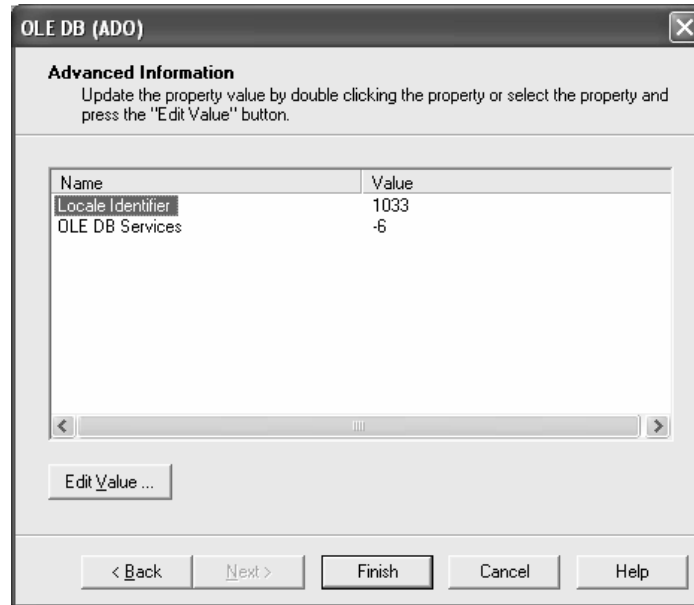 OLE DB (ADO)
Advanced Information
Update the property value by double clicking the property or select the property and
press the "Edit Value" button.
Name Value
Locale Identifier 1033
OLE DB Services -6
Edit Value ...
< Back Next > Finish Cancel Help